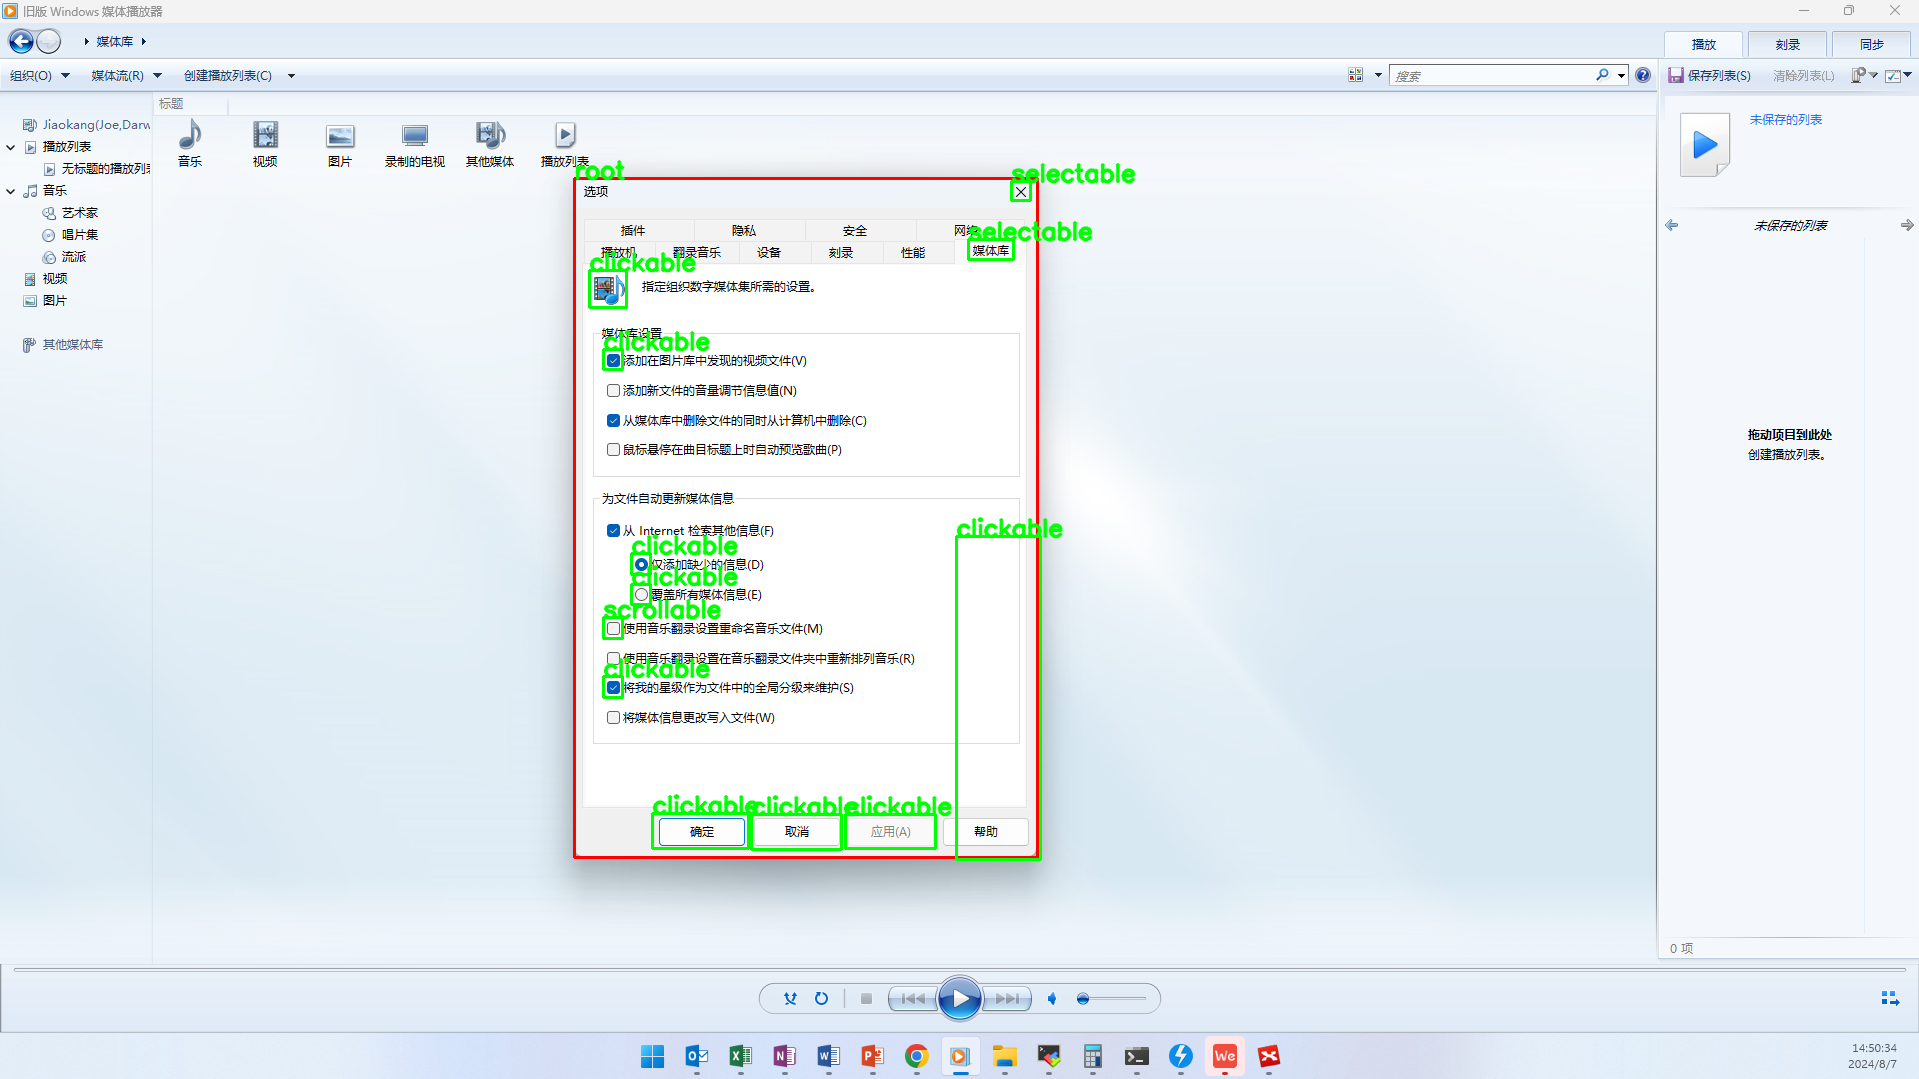 旧版 Windows 媒体播放器
媒体库
播放
刻录
同步
组织(O)
媒体流(R)
创建播放列表(C)
搜索
保存列表(S)
清除列表(L)
标题
Jiaokang(Joe,Darw
播放列表
无标题的播放列表
音乐
艺术家
唱片集
流派
视频
图片
其他媒体库
音乐
视频
图片
录制的电视
其他媒体
播放列表
未保存的列表
未保存的列表
拖动项目到此处
创建播放列表。
0 项
root
selectable
选项
插件
隐私
安全
网络
selectable
播放机
翻录音乐
设备
刻录
性能
媒体库
clickable
指定组织数字媒体集所需的设置。
媒体库设置
clickable
添加在图片库中发现的视频文件(V)
添加新文件的音量调节信息值(N)
从媒体库中删除文件的同时从计算机中删除(C)
鼠标悬停在曲目标题上时自动预览歌曲(P)
为文件自动更新媒体信息
从 Internet 检索其他信息(F)
clickable
clickable
仅添加缺少的信息(D)
clickable
覆盖所有媒体信息(E)
scrollable
使用音乐翻录设置重命名音乐文件(M)
使用音乐翻录设置在音乐翻录文件夹中重新排列音乐(R)
clickable
将我的星级作为文件中的全局分级来维护(S)
将媒体信息更改写入文件(W)
clickable
clickable
clickable
确定
取消
应用(A)
帮助
14:50:34
2024/8/7